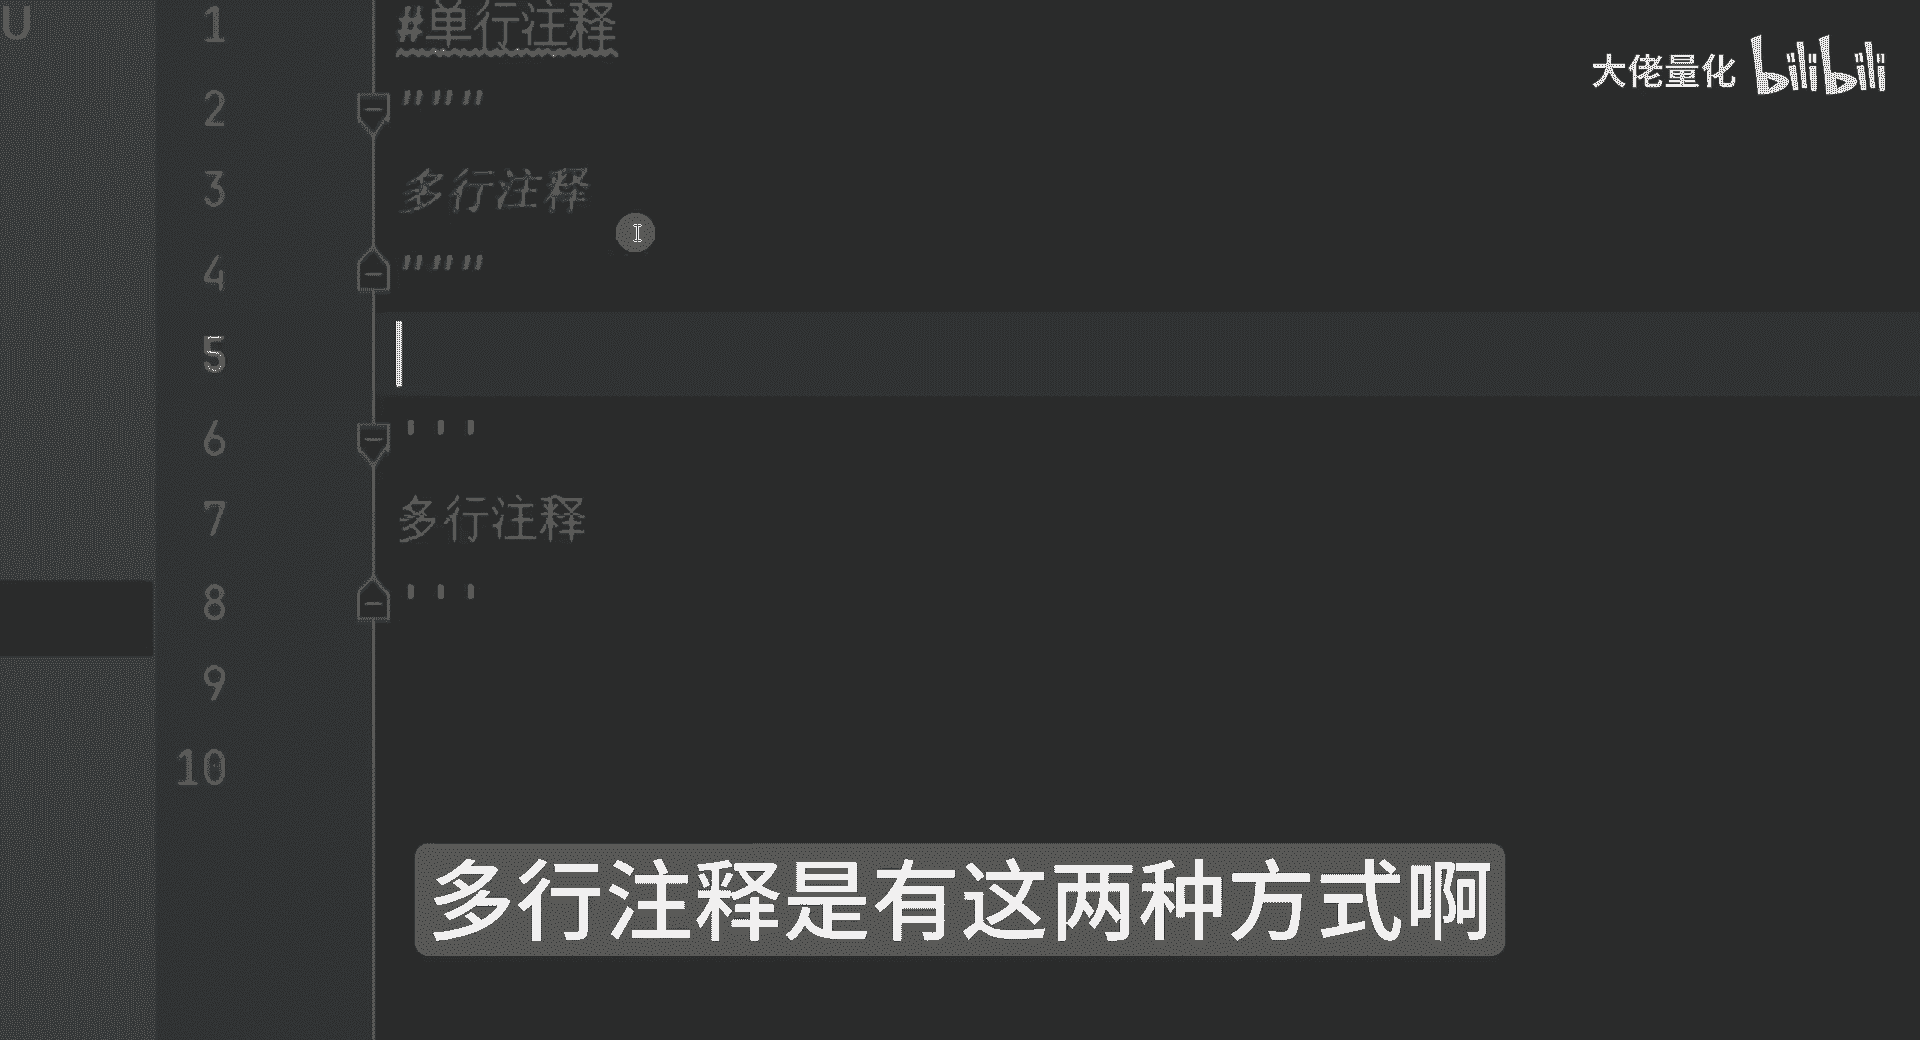 U
1 #单行注释
大佬量化 bilibili
2 """
3 多行注释
4 """
5
6 '''
7 多行注释
8 '''
9
10
多行注释是有这两种方式啊